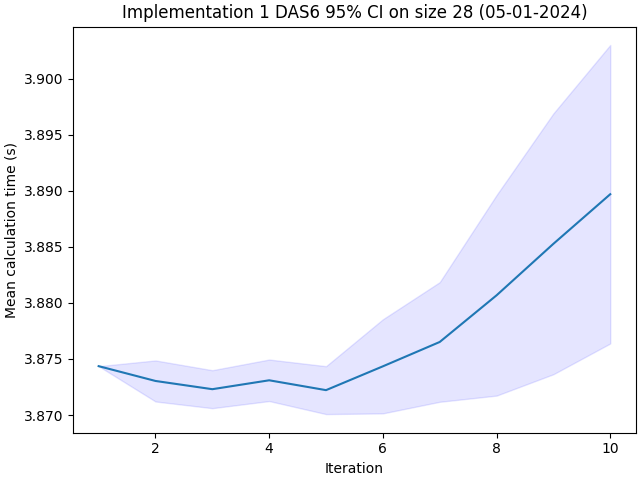 Implementation 1 DAS6 95% CI on size 28 (05-01-2024)
3.900
3.895
3.890
3.885
3.880
3.875
3.870
Mean calculation time (s)
2 4 6 8 10
Iteration